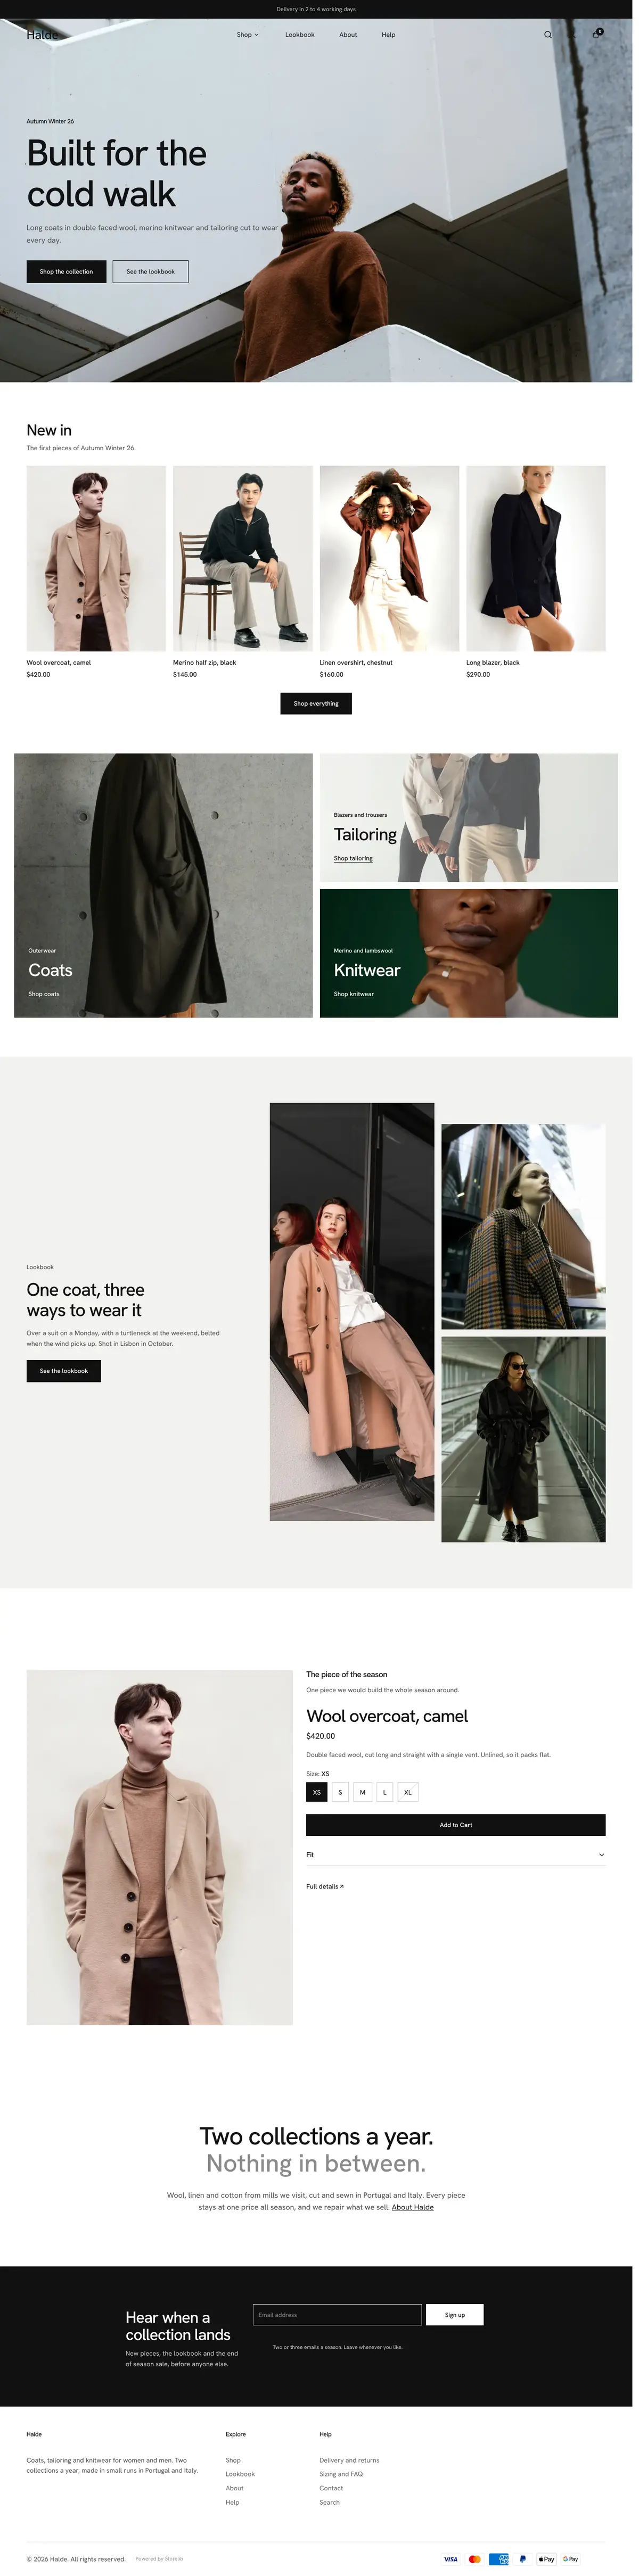 Delivery in 2 to 4 working days
Halde
Shop
Lookbook
About
Help
0
Autumn Winter 26
Built for the
cold walk
Long coats in double faced wool, merino knitwear and tailoring cut to wear
every day.
Shop the collection
See the lookbook
New in
The first pieces of Autumn Winter 26.
Wool overcoat, camel
$420.00
Merino half zip, black
$145.00
Linen overshirt, chestnut
$160.00
Long blazer, black
$290.00
Shop everything
Outerwear
Coats
Shop coats
Blazers and trousers
Tailoring
Shop tailoring
Merino and lambswool
Knitwear
Shop knitwear
Lookbook
One coat, three
ways to wear it
Over a suit on a Monday, with a turtleneck at the weekend, belted
when the wind picks up. Shot in Lisbon in October.
See the lookbook
The piece of the season
One piece we would build the whole season around.
Wool overcoat, camel
$420.00
Double faced wool, cut long and straight with a single vent. Unlined, so it packs flat.
Size: XS
XS
S
M
L
XL
Add to Cart
Fit
Full details
Two collections a year.
Nothing in between.
Wool, linen and cotton from mills we visit, cut and sewn in Portugal and Italy. Every piece
stays at one price all season, and we repair what we sell. About Halde
Hear when a
collection lands
New pieces, the lookbook and the end
of season sale, before anyone else.
Email address
Sign up
Two or three emails a season. Leave whenever you like.
Halde
Coats, tailoring and knitwear for women and men. Two
collections a year, made in small runs in Portugal and Italy.
Explore
Shop
Lookbook
About
Help
Help
Delivery and returns
Sizing and FAQ
Contact
Search
© 2026 Halde. All rights reserved.
VISA
Pay
G Pay